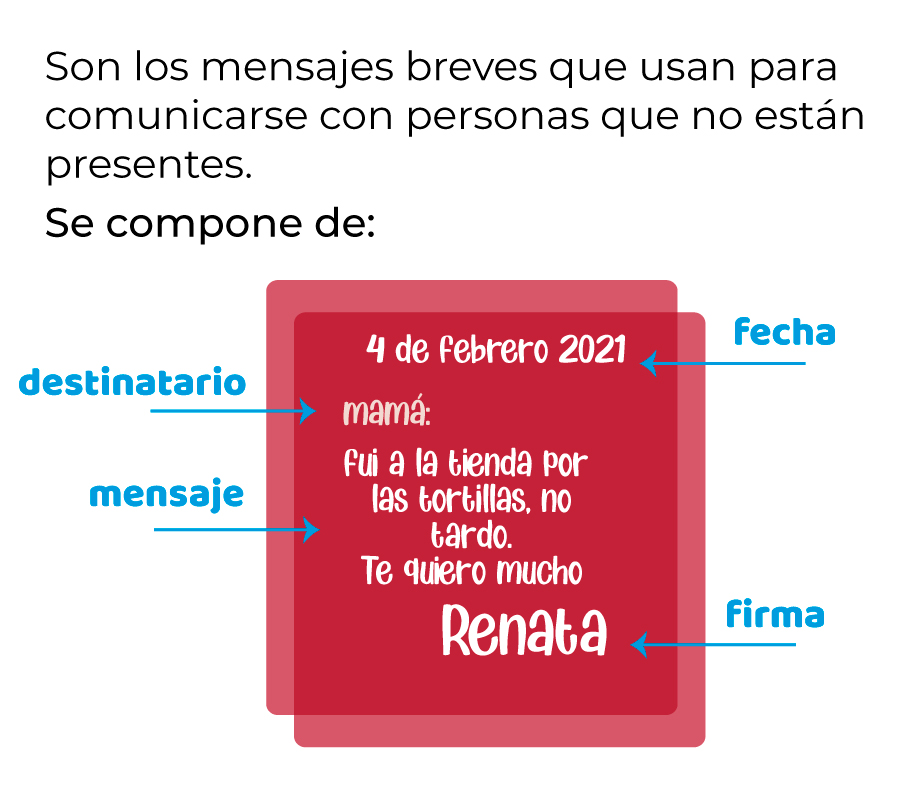 Son los mensajes breves que usan para
comunicarse con personas que no están
presentes.
Se compone de:
4 de febrero 2021
fecha
destinatario
mamá:
fui a la tienda por
mensaje
las tortillas, no
tardo.
Te quiero mucho
firma
Renata